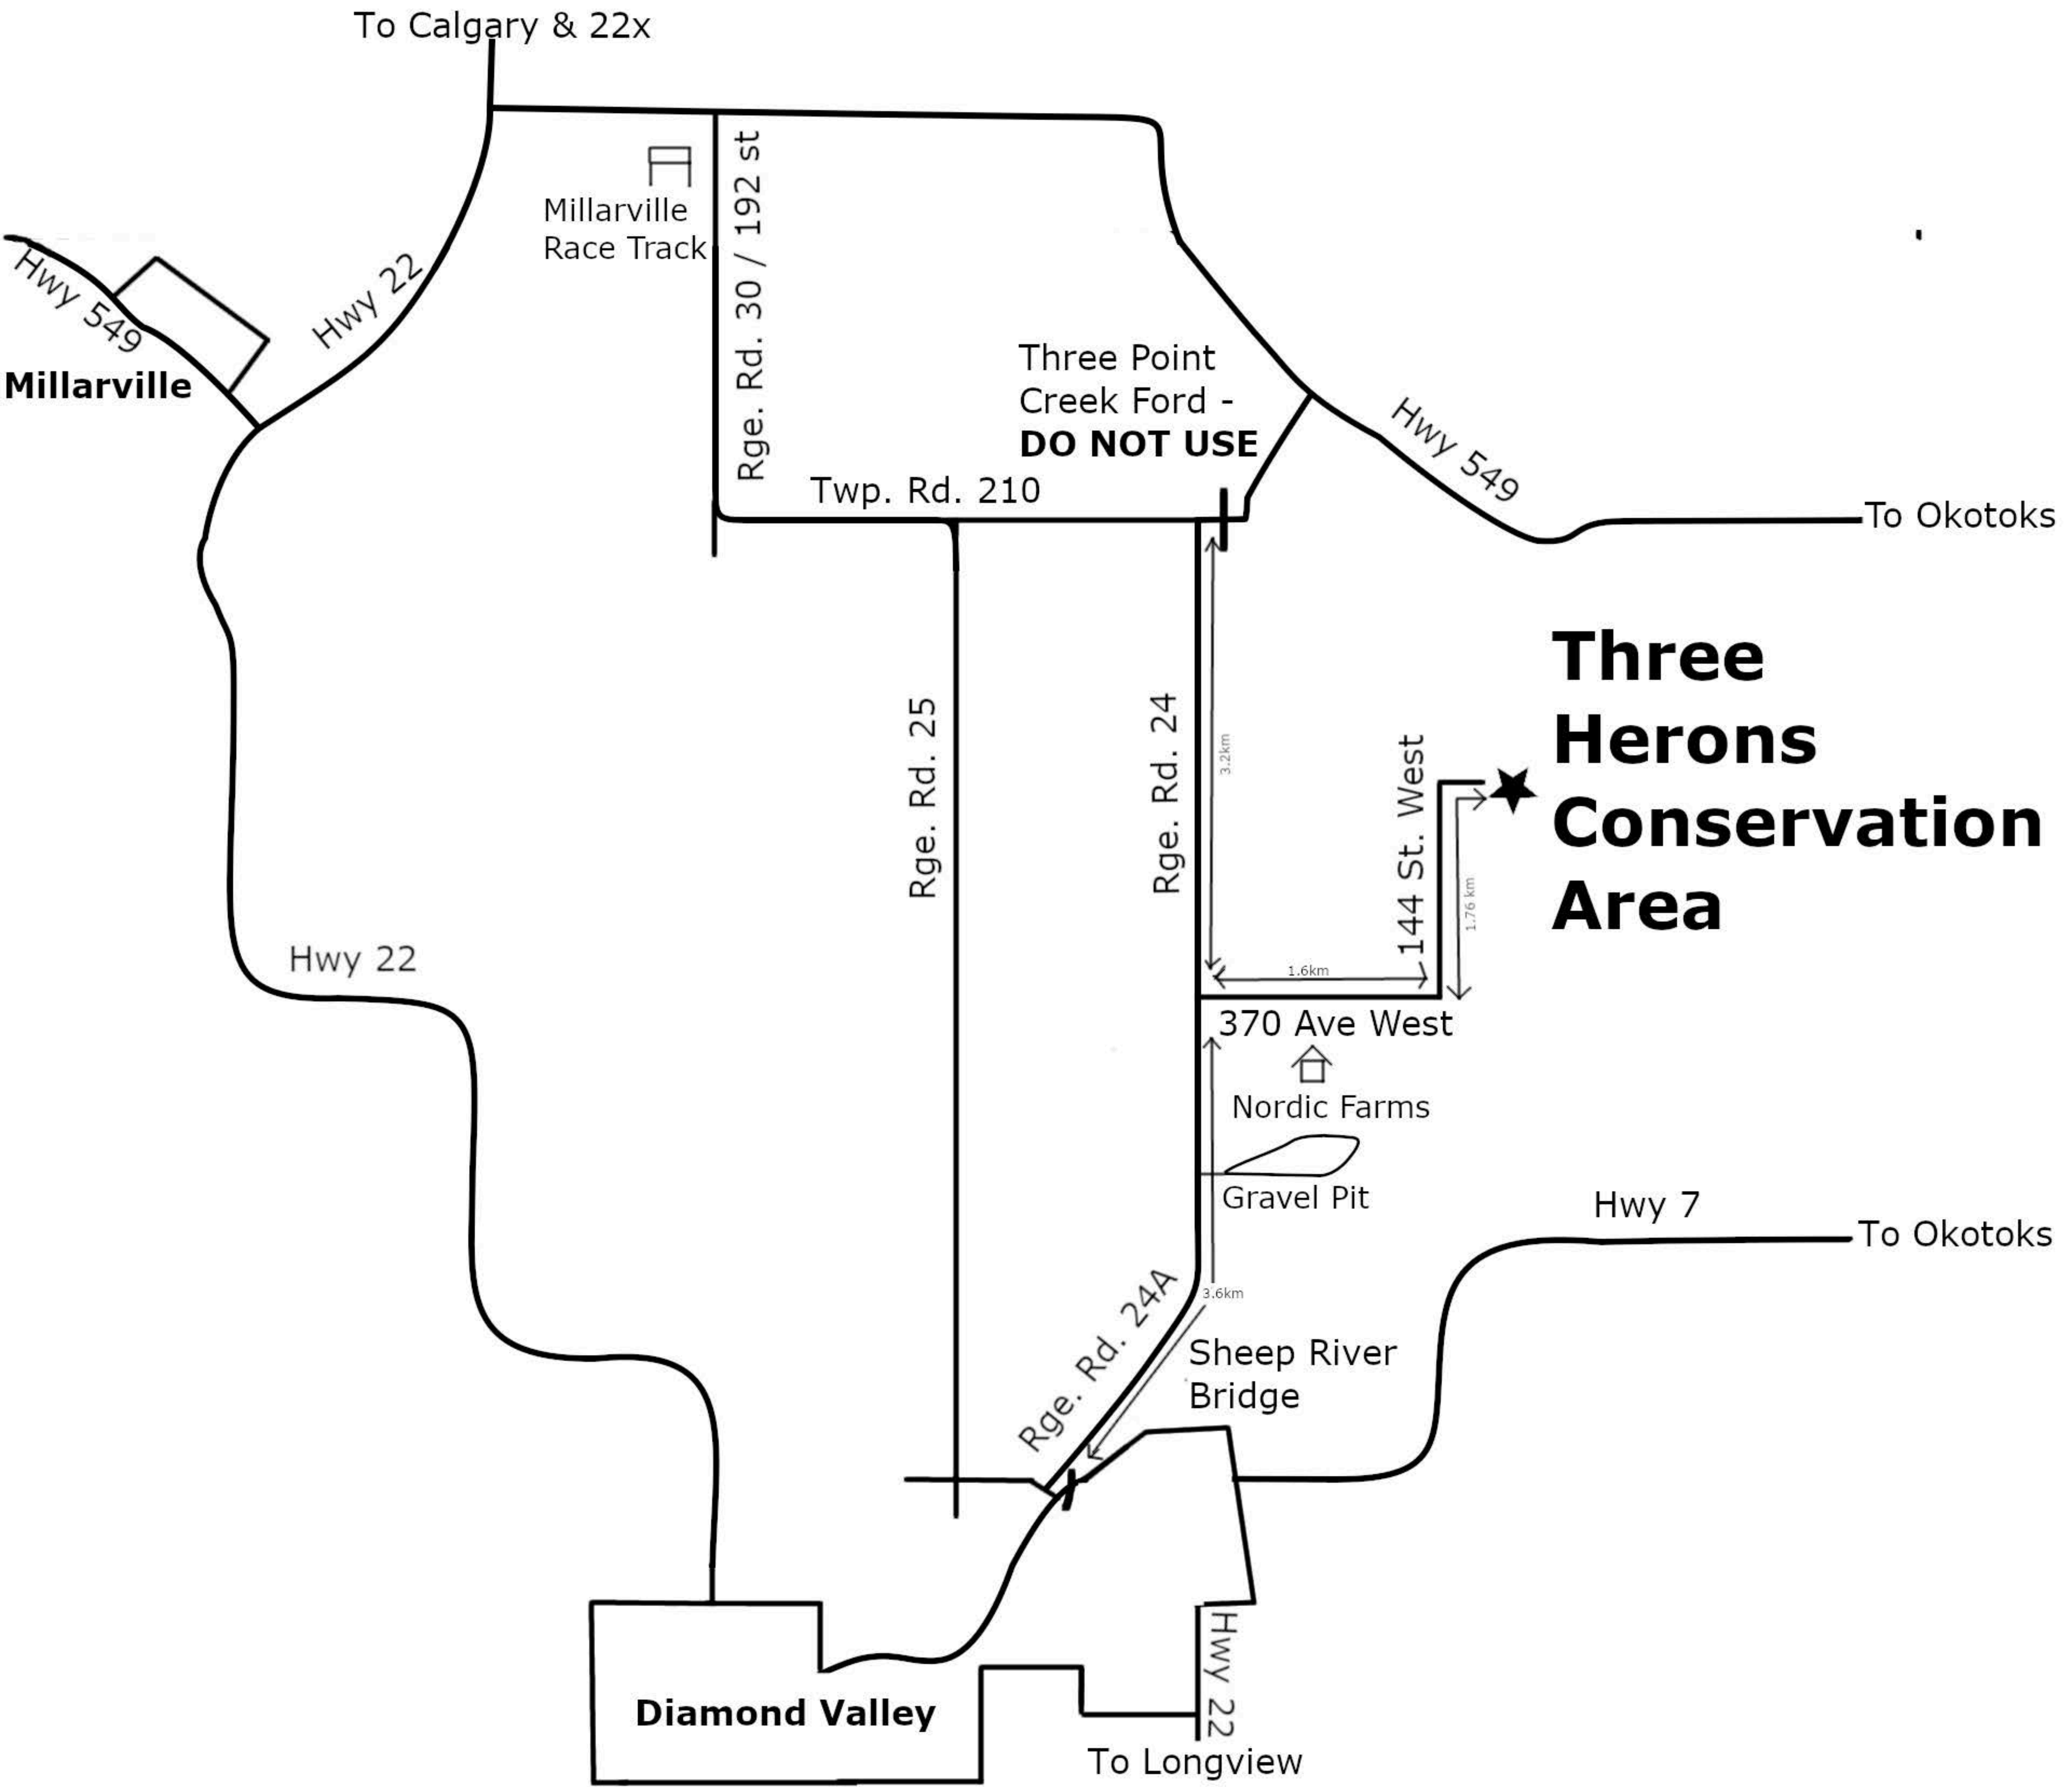 To Calgary & 22x
Millarville
Race Track
Rge. Rd. 30 / 192 st
Hwy 22
Hwy 549
Millarville
Three Point
Creek Ford -
DO NOT USE
Hwy 549
Twp. Rd. 210
To Okotoks
Three
Herons
Conservation
Area
Rge. Rd. 25
Rge. Rd. 24
3.2km
144 St. West
1.76 km
Hwy 22
1.6km
370 Ave West
Nordic Farms
Gravel Pit
Hwy 7
To Okotoks
Rge. Rd. 24A
3.6km
Sheep River
Bridge
Hwy 22
Diamond Valley
To Longview